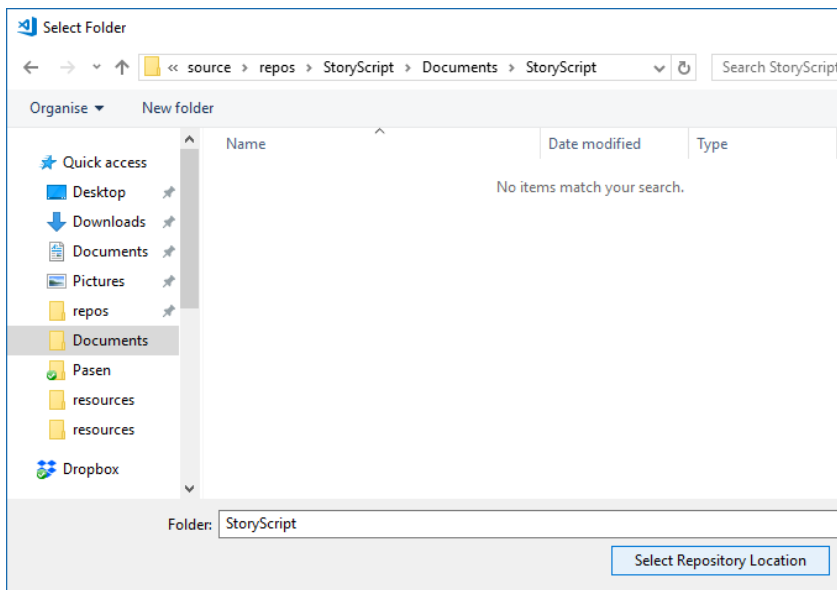 Select Folder
« source › repos › StoryScript › Documents › StoryScript
Search StoryScript
Organise
New folder
Name
Date modified
Type
No items match your search.
Quick access
Desktop
Downloads
Documents
Pictures
repos
Documents
Pasen
resources
resources
Dropbox
Folder: StoryScript
Select Repository Location